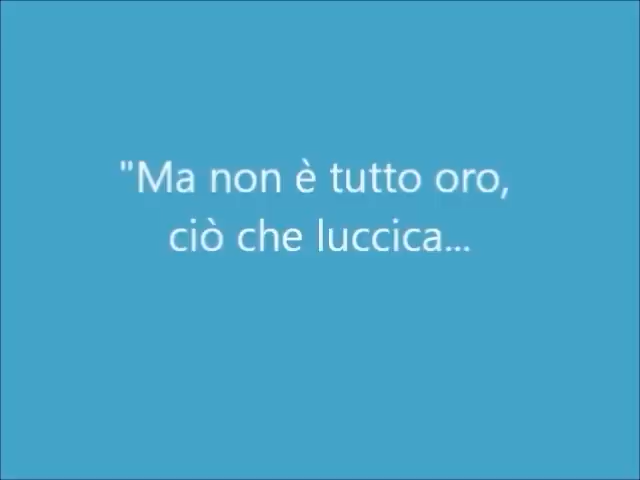 "Ma non è tutto oro,
ciò che luccica...